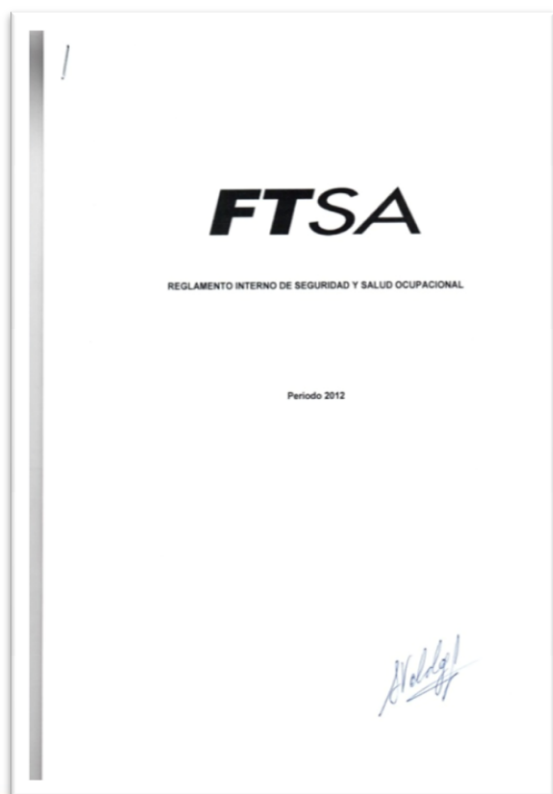 FTSA
REGLAMENTO INTERNO DE SEGURIDAD Y SALUD OCUPACIONAL
Periodo 2012